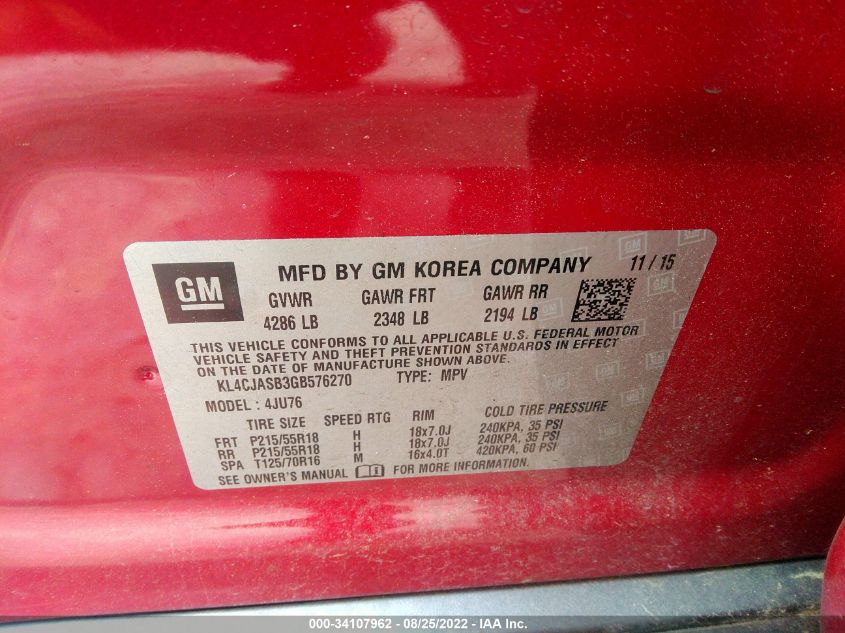 GM
MFD BY GM KOREA COMPANY 11 / 15
GVWR GAWR FRT GAWR RR
4286 LB 2348 LB 2194 LB
THIS VEHICLE CONFORMS TO ALL APPLICABLE U.S. FEDERAL MOTOR
VEHICLE SAFETY AND THEFT PREVENTION STANDARDS IN EFFECT
ON THE DATE OF MANUFACTURE SHOWN ABOVE.
KL4CJASB3GB576270 TYPE: MPV
MODEL : 4JU76
TIRE SIZE SPEED RTG RIM COLD TIRE PRESSURE
FRT P215/55R18 H 18x7.0J 240KPA, 35 PSI
RR P215/55R18 H 18x7.0J 240KPA, 35 PSI
SPA T125/70R16 M 16x4.0T 420KPA, 60 PSI
SEE OWNER'S MANUAL FOR MORE INFORMATION.
000-34107962 - 08/25/2022 - IAA Inc.